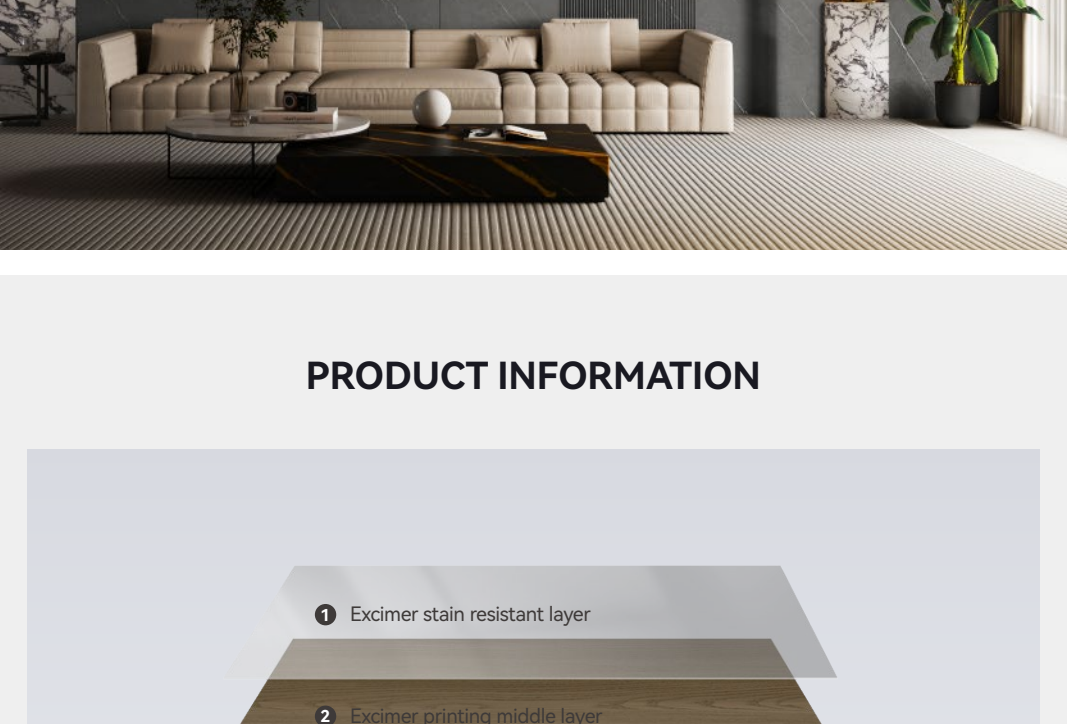 PRODUCT INFORMATION
1 Excimer stain resistant layer
2 Excimer printing middle layer